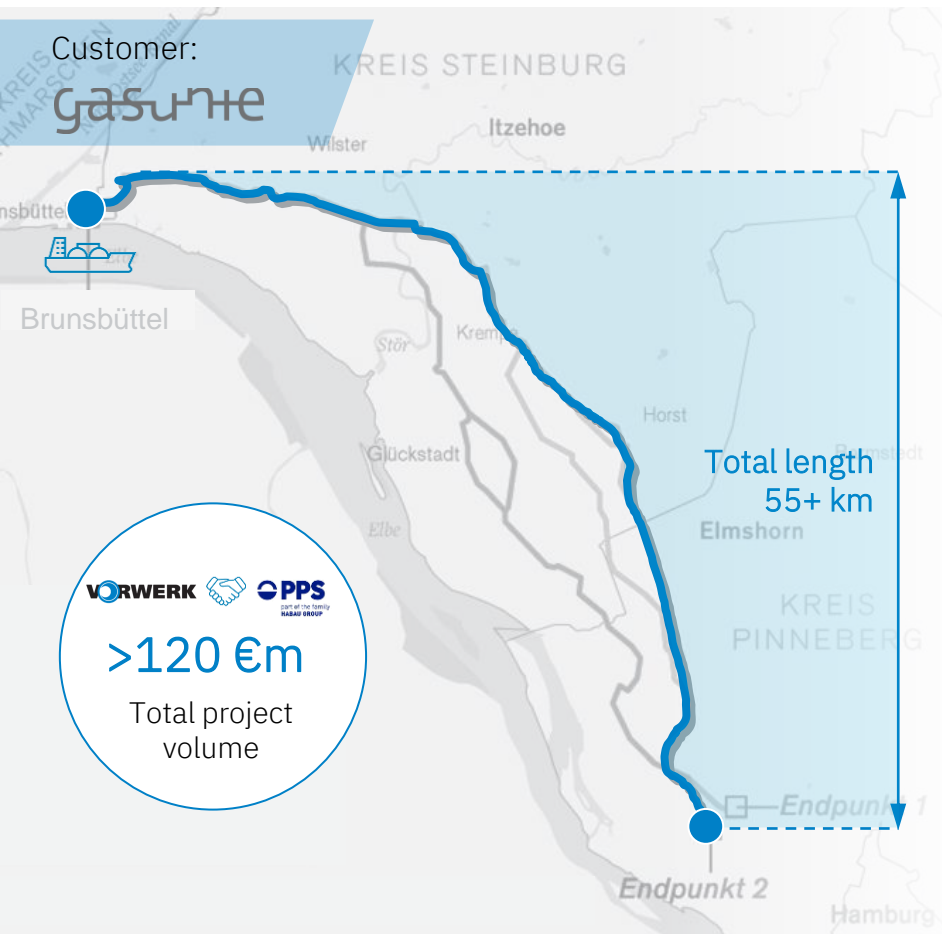 Customer:
gasunie
KREIS STEINBURG
Itzehoe
Wilster
Brunsbüttel
Krempe
Stör
Horst
Glückstadt
Total length
55+ km
Elbe
Elmshorn
VORWERK
PPS
part of the family
HABAU GROUP
>120 €m
Total project
volume
KREIS
PINNEBERG
Endpunkt 1
Endpunkt 2
Hamburg